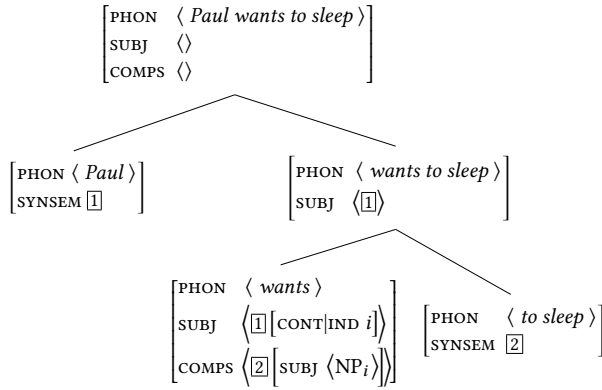 PHON ⟨ Paul wants to sleep ⟩
SUBJ ⟨⟩
COMPS ⟨⟩
PHON ⟨ Paul ⟩
SYNSEM 1
PHON ⟨ wants to sleep ⟩
SUBJ ⟨1⟩
PHON ⟨ wants ⟩
SUBJ ⟨1[CONT|IND i]⟩
COMPS ⟨2[SUBJ ⟨NPᵢ⟩]⟩
PHON ⟨ to sleep ⟩
SYNSEM 2